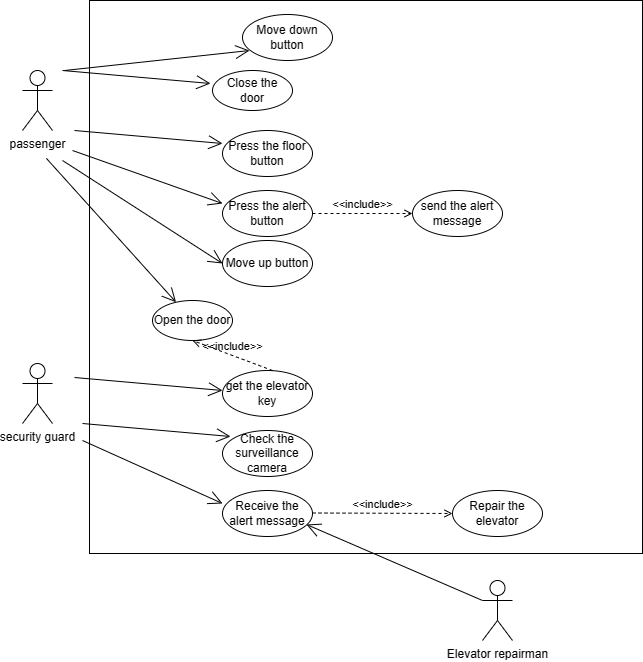 Move down
button
Close the
door
passenger
Press the floor
button
Press the alert
button
<<include>>
send the alert
message
Move up button
Open the door
<<include>>
get the elevator
key
security guard
Check the
surveillance
camera
Receive the
alert message
<<include>>
Repair the
elevator
Elevator repairman